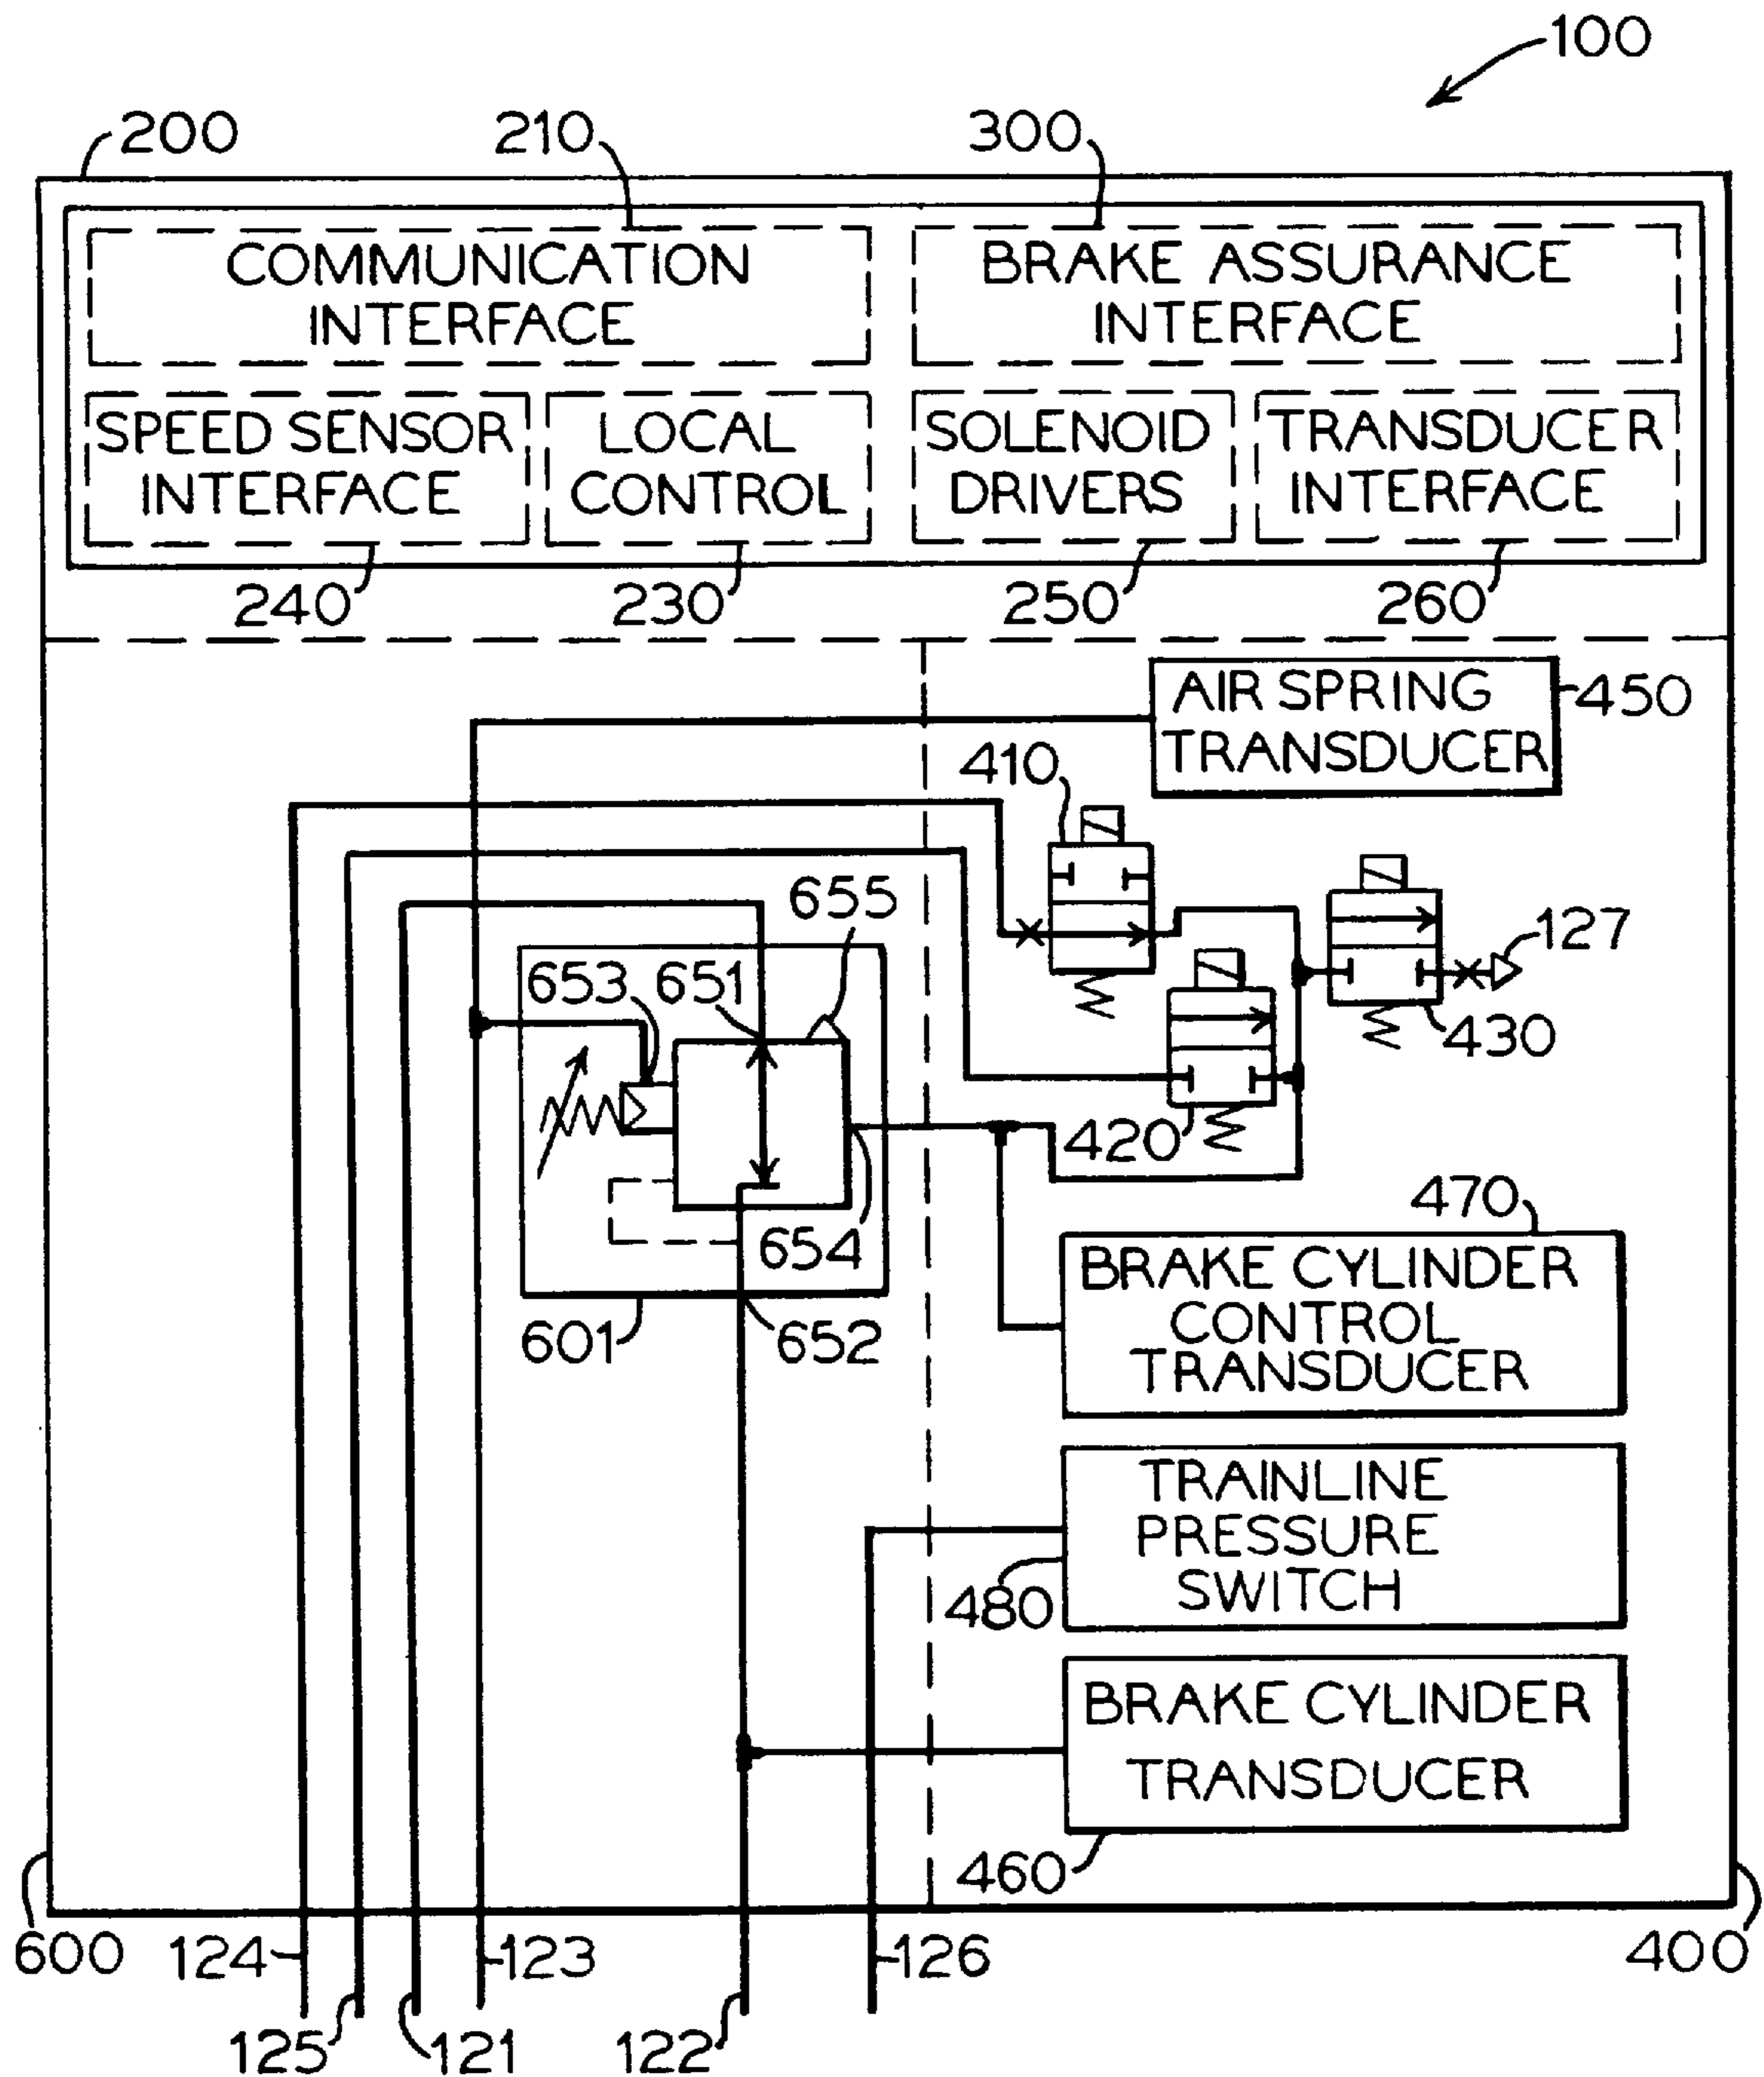 100
200
210
300
COMMUNICATION
INTERFACE
BRAKE ASSURANCE
INTERFACE
SPEED SENSOR
INTERFACE
LOCAL
CONTROL
SOLENOID
DRIVERS
TRANSDUCER
INTERFACE
240
230
250
260
AIR SPRING
TRANSDUCER
450
410
655
127
653
651
430
420
654
470
BRAKE CYLINDER
CONTROL
TRANSDUCER
601
652
TRAINLINE
PRESSURE
SWITCH
480
BRAKE CYLINDER
TRANSDUCER
460
600
124
123
126
400
125
121
122